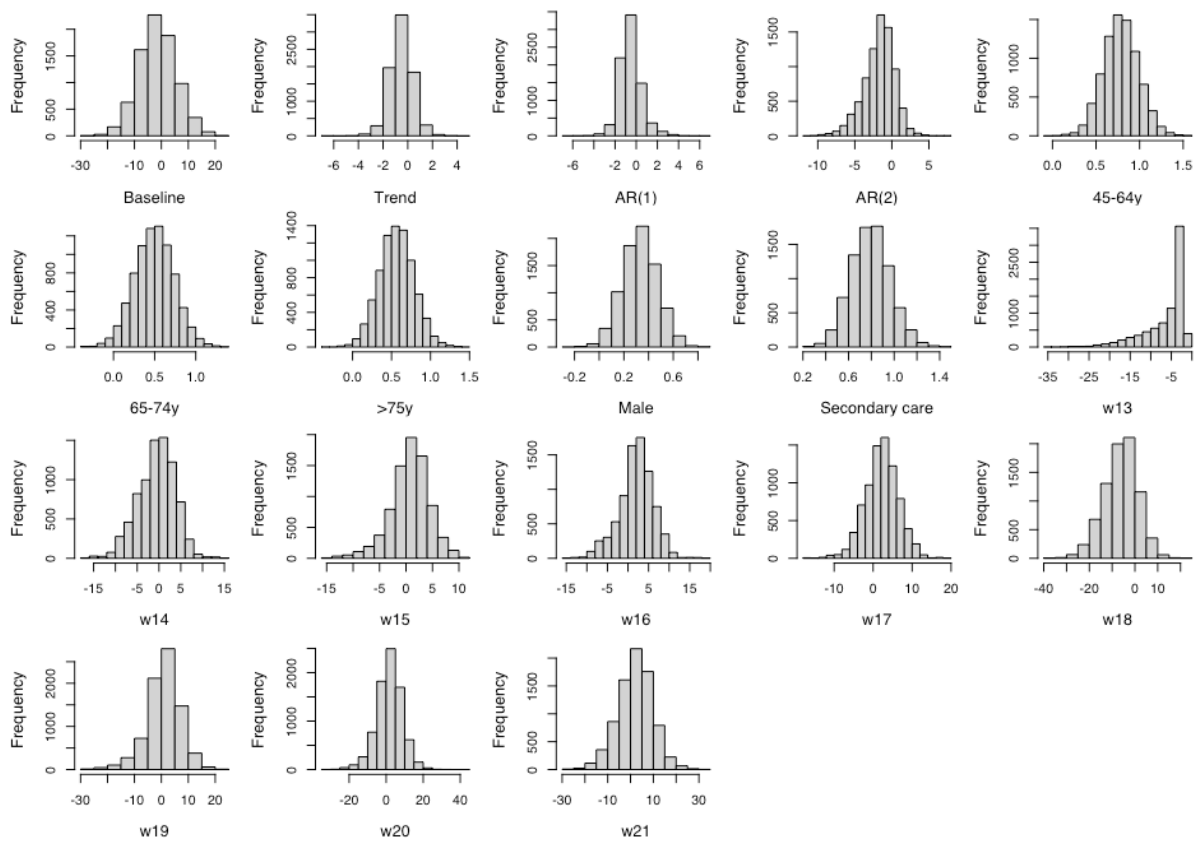 Frequency
0 500 1500
-30 -10 0 10 20
Baseline
Frequency
0 1000 2500
-6 -4 -2 0 2 4
Trend
Frequency
0 1000 2500
-6 -4 -2 0 2 4 6
AR(1)
Frequency
0 500 1500
-10 -5 0 5
AR(2)
Frequency
0 500 1000 1500
0.0 0.5 1.0 1.5
45-64y
Frequency
0 400 800
0.0 0.5 1.0
65-74y
Frequency
0 400 800 1400
0.0 0.5 1.0 1.5
>75y
Frequency
0 500 1500
-0.2 0.2 0.6
Male
Frequency
0 500 1500
0.2 0.6 1.0 1.4
Secondary care
Frequency
0 1000 2500
-35 -25 -15 -5
w13
Frequency
0 500 1500
-15 -5 0 5 15
w14
Frequency
0 500 1500
-15 -5 0 5 10
w15
Frequency
0 500 1500
-15 -5 5 15
w16
Frequency
0 500 1000
-10 0 10 20
w17
Frequency
0 500 1500
-40 -20 0 10
w18
Frequency
0 1000 2500
-30 -10 0 10 20
w19
Frequency
0 1000 2000
-20 0 20 40
w20
Frequency
0 500 1500
-30 -10 10 30
w21